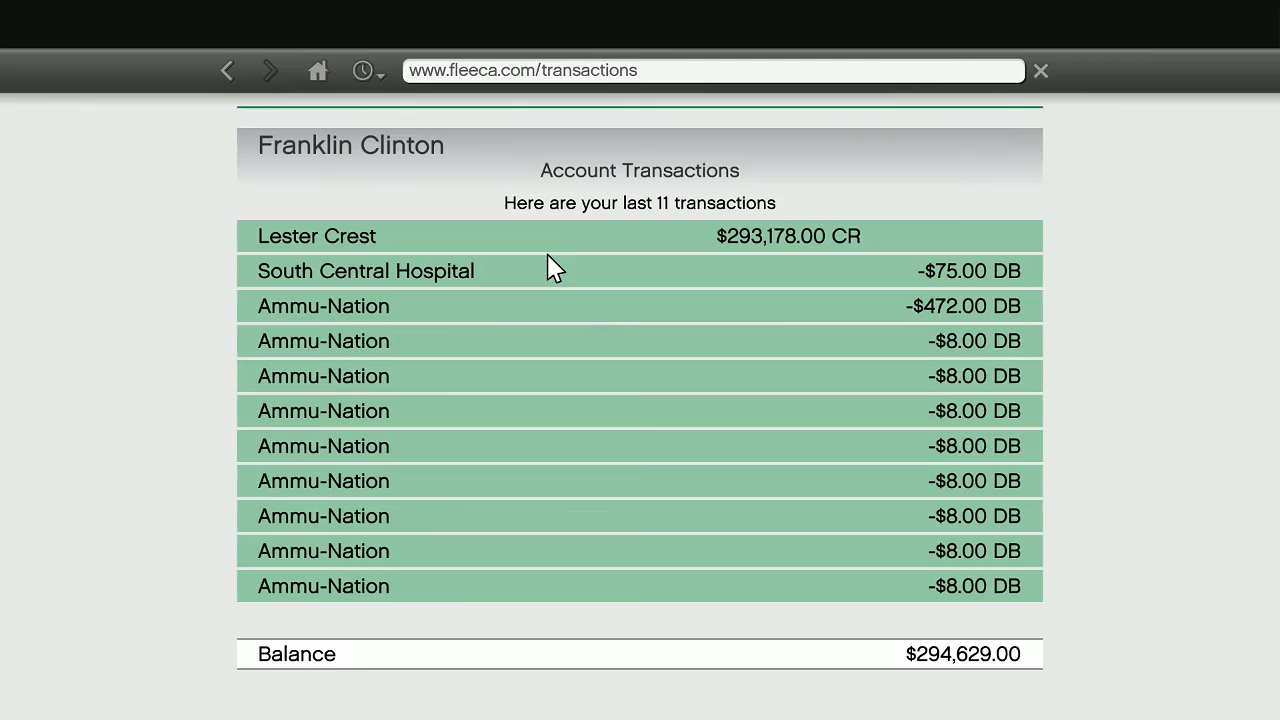 www.fleeca.com/transactions
Franklin Clinton
Account Transactions
Here are your last 11 transactions
Lester Crest $293,178.00 CR
South Central Hospital -$75.00 DB
Ammu-Nation -$472.00 DB
Ammu-Nation -$8.00 DB
Ammu-Nation -$8.00 DB
Ammu-Nation -$8.00 DB
Ammu-Nation -$8.00 DB
Ammu-Nation -$8.00 DB
Ammu-Nation -$8.00 DB
Ammu-Nation -$8.00 DB
Ammu-Nation -$8.00 DB
Balance $294,629.00